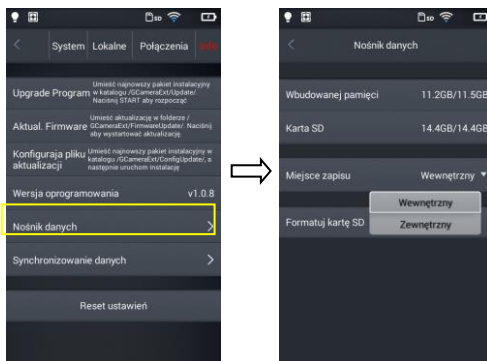 System Lokalne Połączenia Info
Upgrade Program
Umieść najnowszy pakiet instalacyjny
w katalogu /GCameraExt/Update/.
Naciśnij START aby rozpocząć
Aktual. Firmware
Umieść aktualizację w folderze /
GCameraExt/FirmwareUpdate/. Naciśnij
aby wystartować aktualizację
Konfiguraja pliku
aktualizacji
Umieść najnowszy pakiet instalacyjny w
katalogu /GCameraExt/ConfigUpdate/, a
następnie uruchom instalację
Wersja oprogramowania v1.0.8
Nośnik danych
Synchronizowanie danych
Reset ustawień
Nośnik danych
Wbudowanej pamięci 11.2GB/11.5GB
Karta SD 14.4GB/14.4GB
Miejsce zapisu Wewnętrzny
Wewnętrzny
Formatuj kartę SD Zewnętrzny